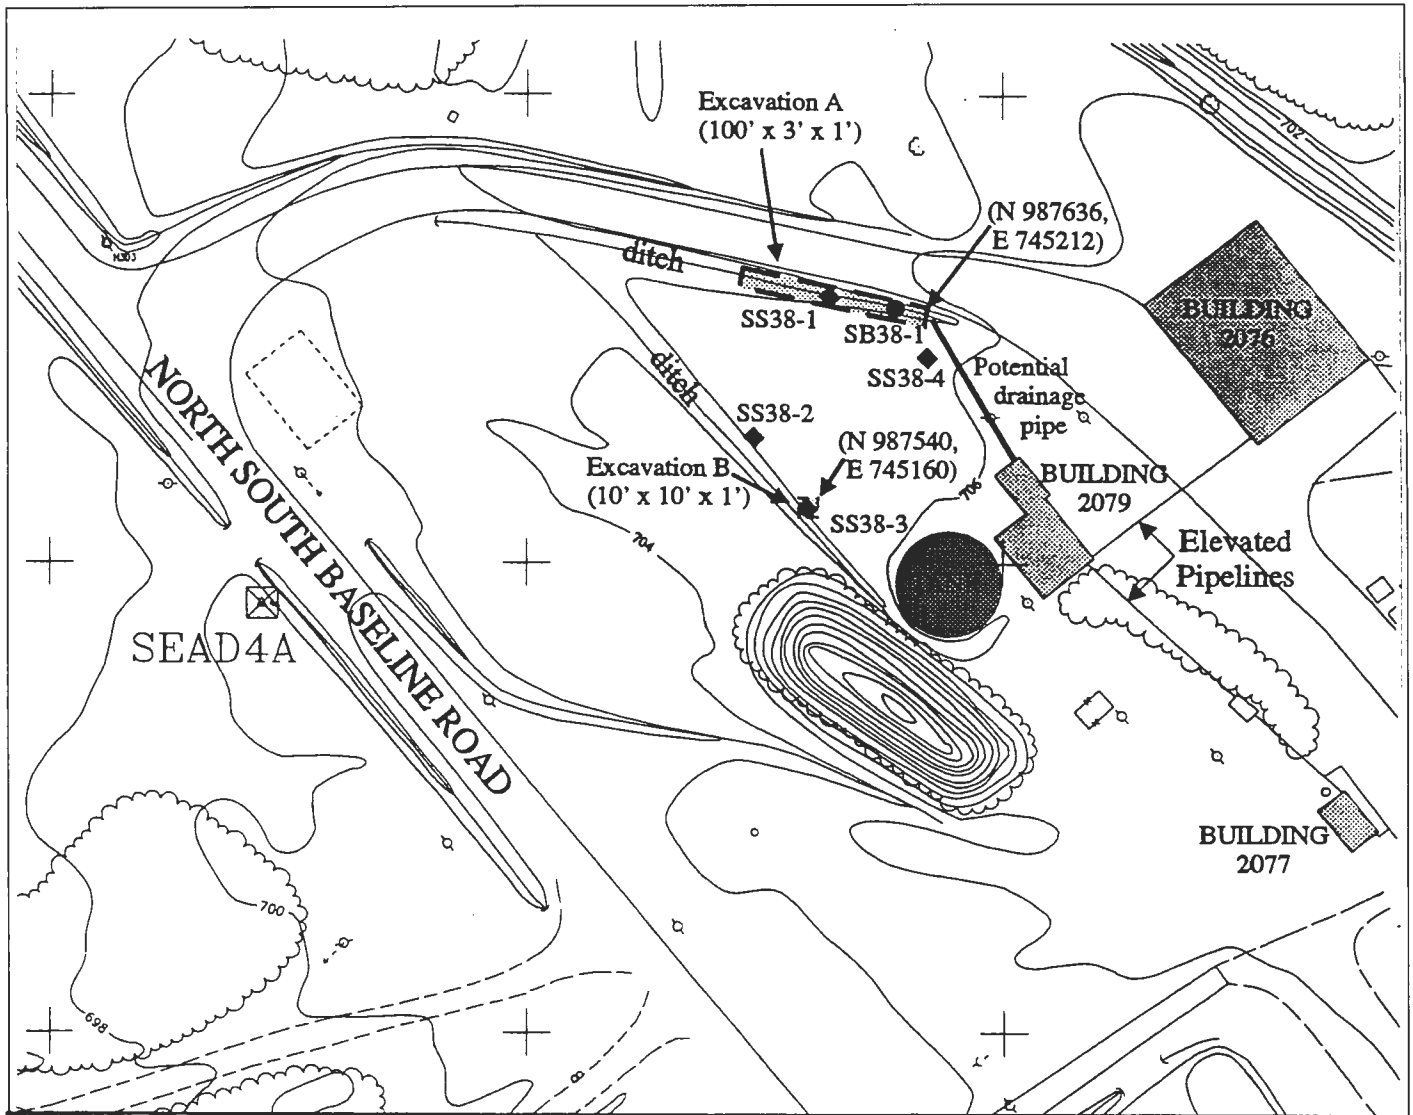 Excavation A
(100' x 3' x 1')
702
(N 987636,
E 745212)
ditch
BUILDING
2076
SS38-1
SB38-1
SS38-4
Potential
drainage
pipe
ditch
SS38-2
(N 987540,
E 745160)
Excavation B
(10' x 10' x 1')
SS38-3
706
BUILDING
2079
704
Elevated
Pipelines
NORTH SOUTH BASELINE ROAD
SEAD4A
BUILDING
2077
700
698